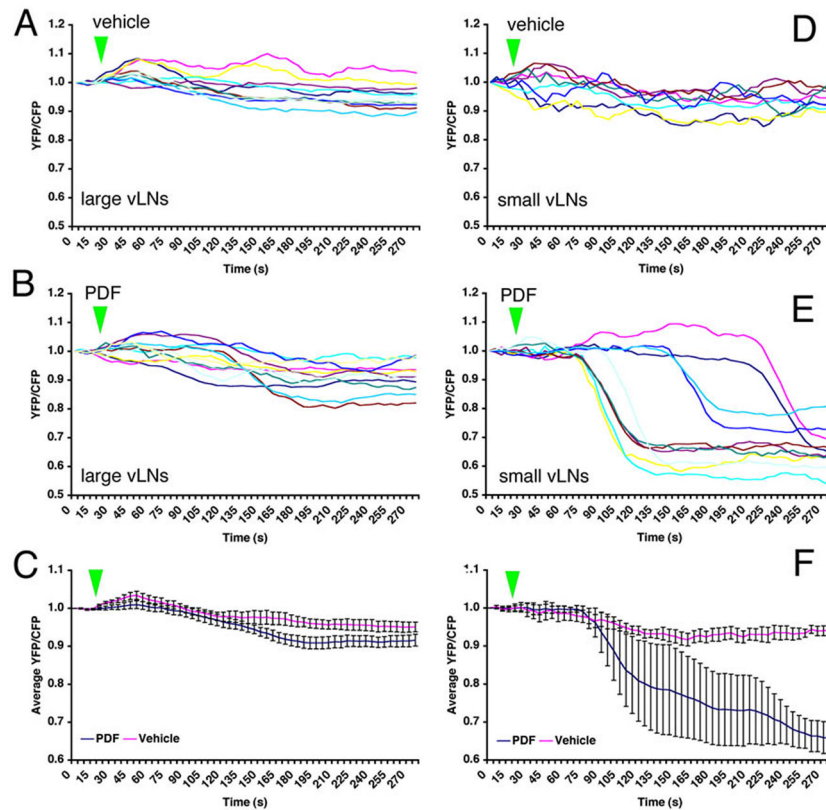 A
vehicle
1.2
1.1
1.0
0.9
0.8
0.7
0.6
0.5
YFP/CFP
large vLNs
0 15 30 45 60 75 90 105 120 135 150 165 180 195 210 225 240 255 270
Time (s)
D
vehicle
1.2
1.1
1.0
0.9
0.8
0.7
0.6
0.5
YFP/CFP
small vLNs
0 15 30 45 60 75 90 105 120 135 150 165 180 195 210 225 240 255 270
Time (s)
B
PDF
1.2
1.1
1.0
0.9
0.8
0.7
0.6
0.5
YFP/CFP
large vLNs
0 15 30 45 60 75 90 105 120 135 150 165 180 195 210 225 240 255 270
Time (s)
E
PDF
1.2
1.1
1.0
0.9
0.8
0.7
0.6
0.5
YFP/CFP
small vLNs
0 15 30 45 60 75 90 105 120 135 150 165 180 195 210 225 240 255 270
Time (s)
C
1.1
1.0
0.9
0.8
0.7
0.6
Average YFP/CFP
PDF Vehicle
0 15 30 45 60 75 90 105 120 135 150 165 180 195 210 225 240 255 270
Time (s)
F
1.1
1.0
0.9
0.8
0.7
0.6
Average YFP/CFP
PDF Vehicle
0 15 30 45 60 75 90 105 120 135 150 165 180 195 210 225 240 255 270
Time (s)